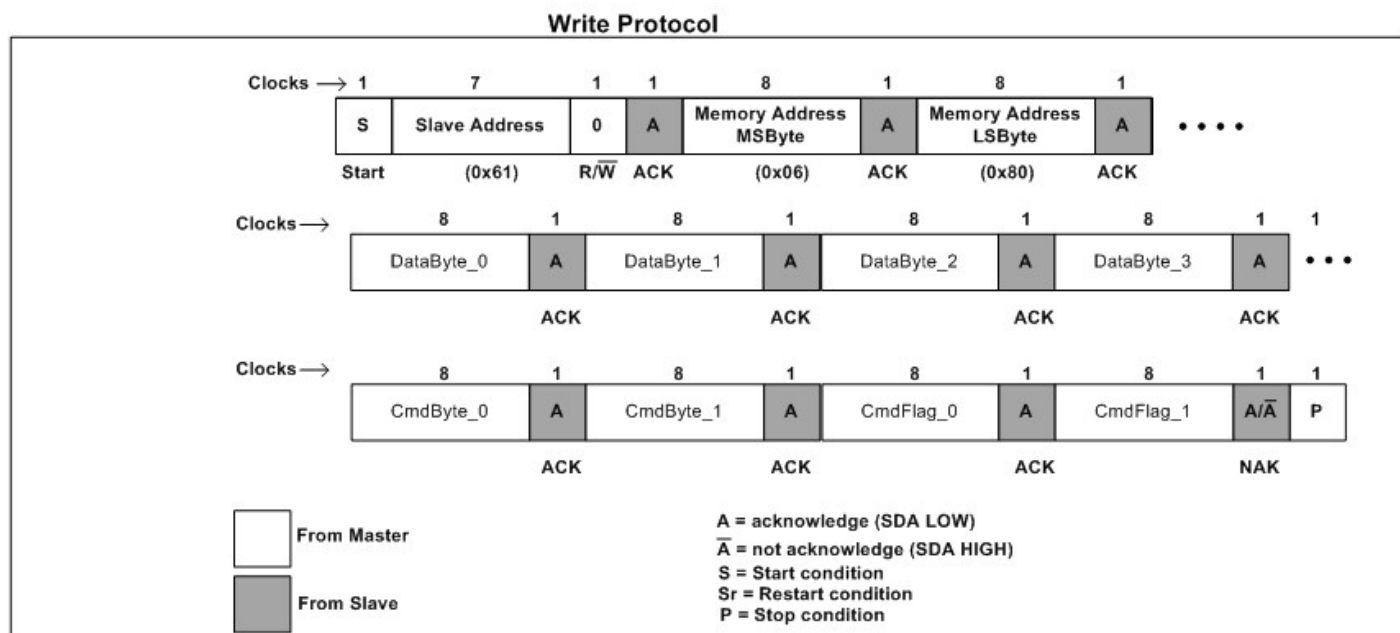 Write Protocol
Clocks → 1 7 1 1 8 1 8 1
S Slave Address 0 A Memory Address MSByte A Memory Address LSByte A • • • •
Start (0x61) R/W̅ ACK (0x06) ACK (0x80) ACK
Clocks → 8 1 8 1 8 1 8 1 1
DataByte_0 A DataByte_1 A DataByte_2 A DataByte_3 A • • •
ACK ACK ACK ACK
Clocks → 8 1 8 1 8 1 8 1 1
CmdByte_0 A CmdByte_1 A CmdFlag_0 A CmdFlag_1 A/A̅ P
ACK ACK ACK NAK
From Master
From Slave
A = acknowledge (SDA LOW)
A̅ = not acknowledge (SDA HIGH)
S = Start condition
Sr = Restart condition
P = Stop condition